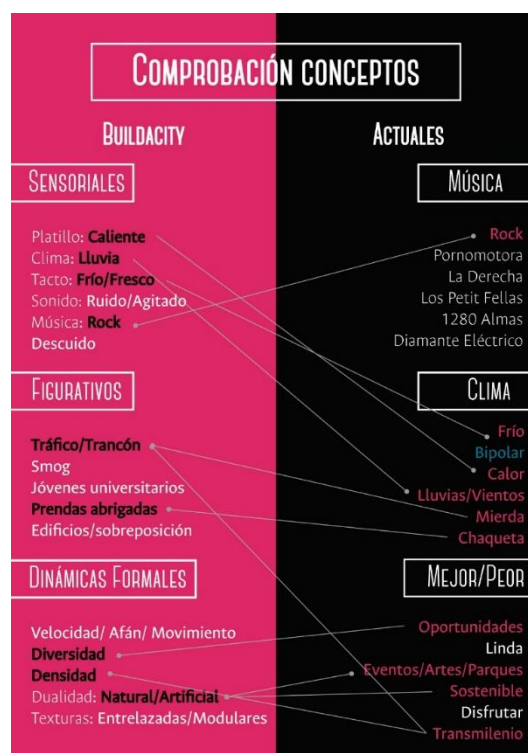 COMPROBACIÓN CONCEPTOS
BUILDACITY
SENSORIALES
Platillo: Caliente
Clima: Lluvia
Tacto: Frío/Fresco
Sonido: Ruido/Agitado
Música: Rock
Descuido
FIGURATIVOS
Tráfico/Trancón
Smog
Jóvenes universitarios
Prendas abrigadas
Edificios/sobreposición
DINÁMICAS FORMALES
Velocidad/ Afán/ Movimiento
Diversidad
Densidad
Dualidad: Natural/Artificial
Texturas: Entrelazadas/Modulares
ACTUALES
MÚSICA
Rock
Pornomotora
La Derecha
Los Petit Fellas
1280 Almas
Diamante Eléctrico
CLIMA
Frío
Bipolar
Calor
Lluvias/Vientos
Mierda
Chaqueta
MEJOR/PEOR
Oportunidades
Linda
Eventos/Artes/Parques
Sostenible
Disfrutar
Transmilenio